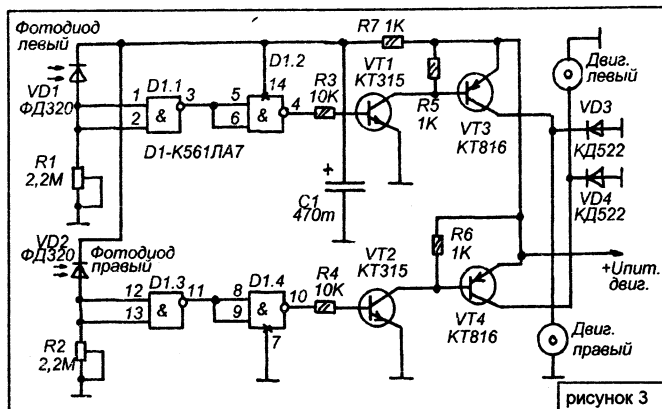 Фотодиод
левый
VD1
ФД320
R1
2,2М
1
2
D1.1
&
3
D1-К561ЛА7
5
6
D1.2
14
&
4
R3
10K
R7 1K
VT1
КТ315
R5
1K
VT3
КТ816
Двиг.
левый
VD3
КД522
VD4
КД522
+
C1
470m
VD2
ФД320
Фотодиод
правый
R2
2,2М
12
13
D1.3
&
11
8
9
D1.4
&
10
7
R4
10K
VT2
КТ315
R6
1K
VT4
КТ816
+Uпит.
двиг.
Двиг.
правый
рисунок 3